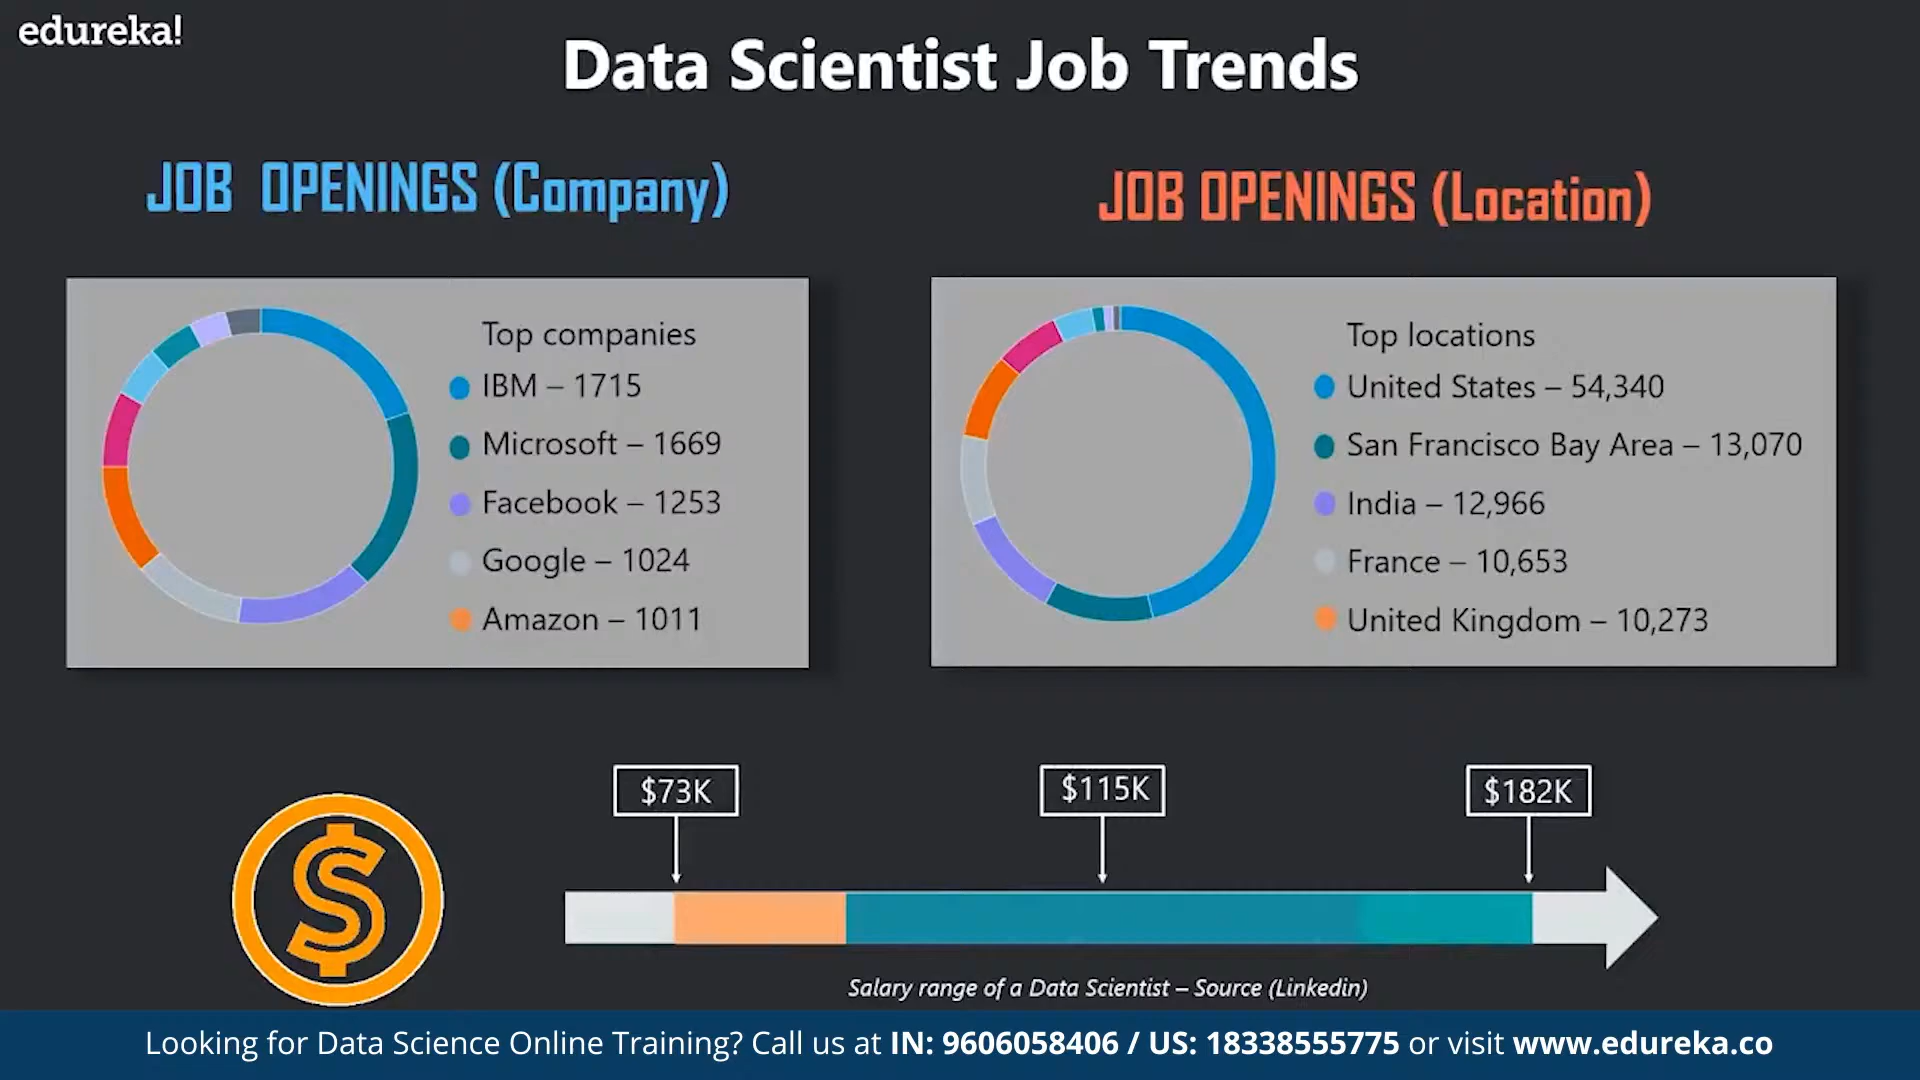 edureka!
Data Scientist Job Trends
JOB OPENINGS (Company)
JOB OPENINGS (Location)
Top companies
IBM – 1715
Microsoft – 1669
Facebook – 1253
Google – 1024
Amazon – 1011
Top locations
United States – 54,340
San Francisco Bay Area – 13,070
India – 12,966
France – 10,653
United Kingdom – 10,273
$73K
$115K
$182K
$
Salary range of a Data Scientist – Source (Linkedin)
Looking for Data Science Online Training? Call us at IN: 9606058406 / US: 18338555775 or visit www.edureka.co